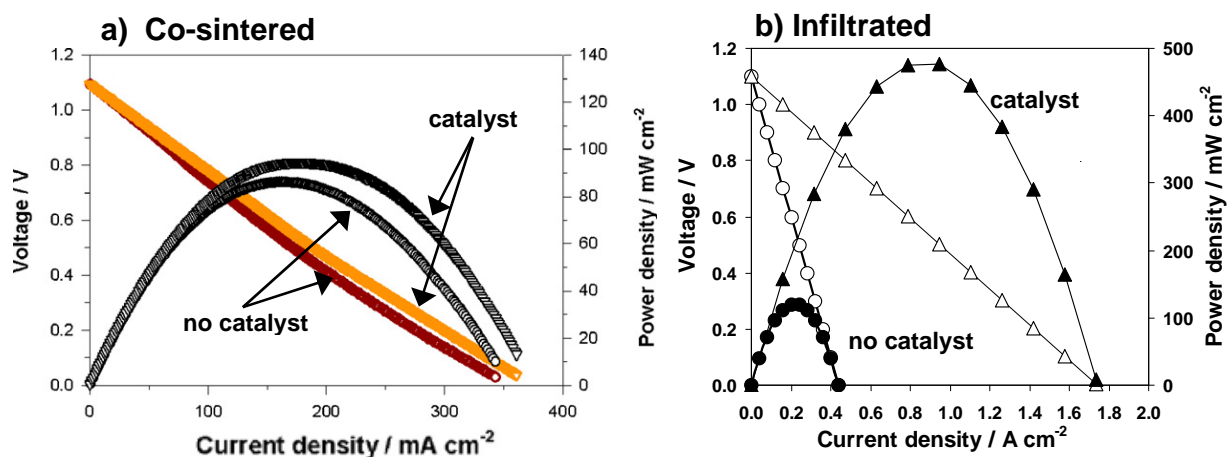 a) Co-sintered
1.2
1.0
0.8
0.6
0.4
0.2
0.0
Voltage / V
140
120
100
80
60
40
20
0
Power density / mW cm⁻²
catalyst
no catalyst
0 100 200 300 400
Current density / mA cm⁻²
b) Infiltrated
1.2
1.0
0.8
0.6
0.4
0.2
0.0
Voltage / V
500
400
300
200
100
0
Power density / mW cm⁻²
catalyst
no catalyst
0.0 0.2 0.4 0.6 0.8 1.0 1.2 1.4 1.6 1.8 2.0
Current density / A cm⁻²